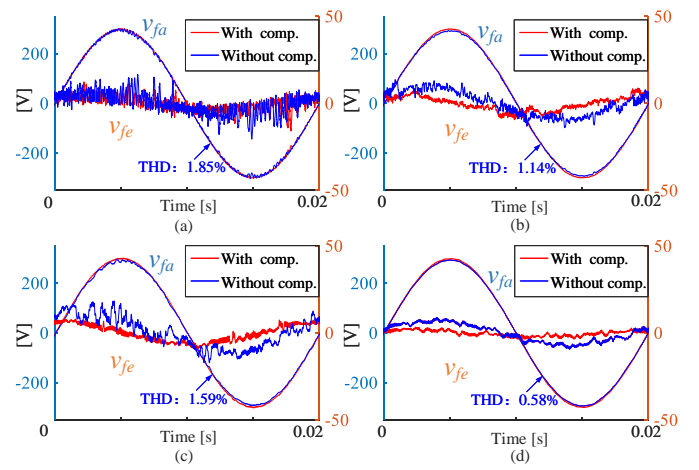 50
v_fa
With comp.
Without comp.
200
[V]
0
0
v_fe
-200
THD: 1.85%
-50
0
Time [s]
0.02
(a)
50
v_fa
With comp.
Without comp.
200
[V]
0
0
v_fe
-200
THD: 1.14%
-50
0
Time [s]
0.02
(b)
50
v_fa
With comp.
Without comp.
200
[V]
0
0
v_fe
-200
THD: 1.59%
-50
0
Time [s]
0.02
(c)
50
v_fa
With comp.
Without comp.
200
[V]
0
0
v_fe
-200
THD: 0.58%
-50
0
Time [s]
0.02
(d)